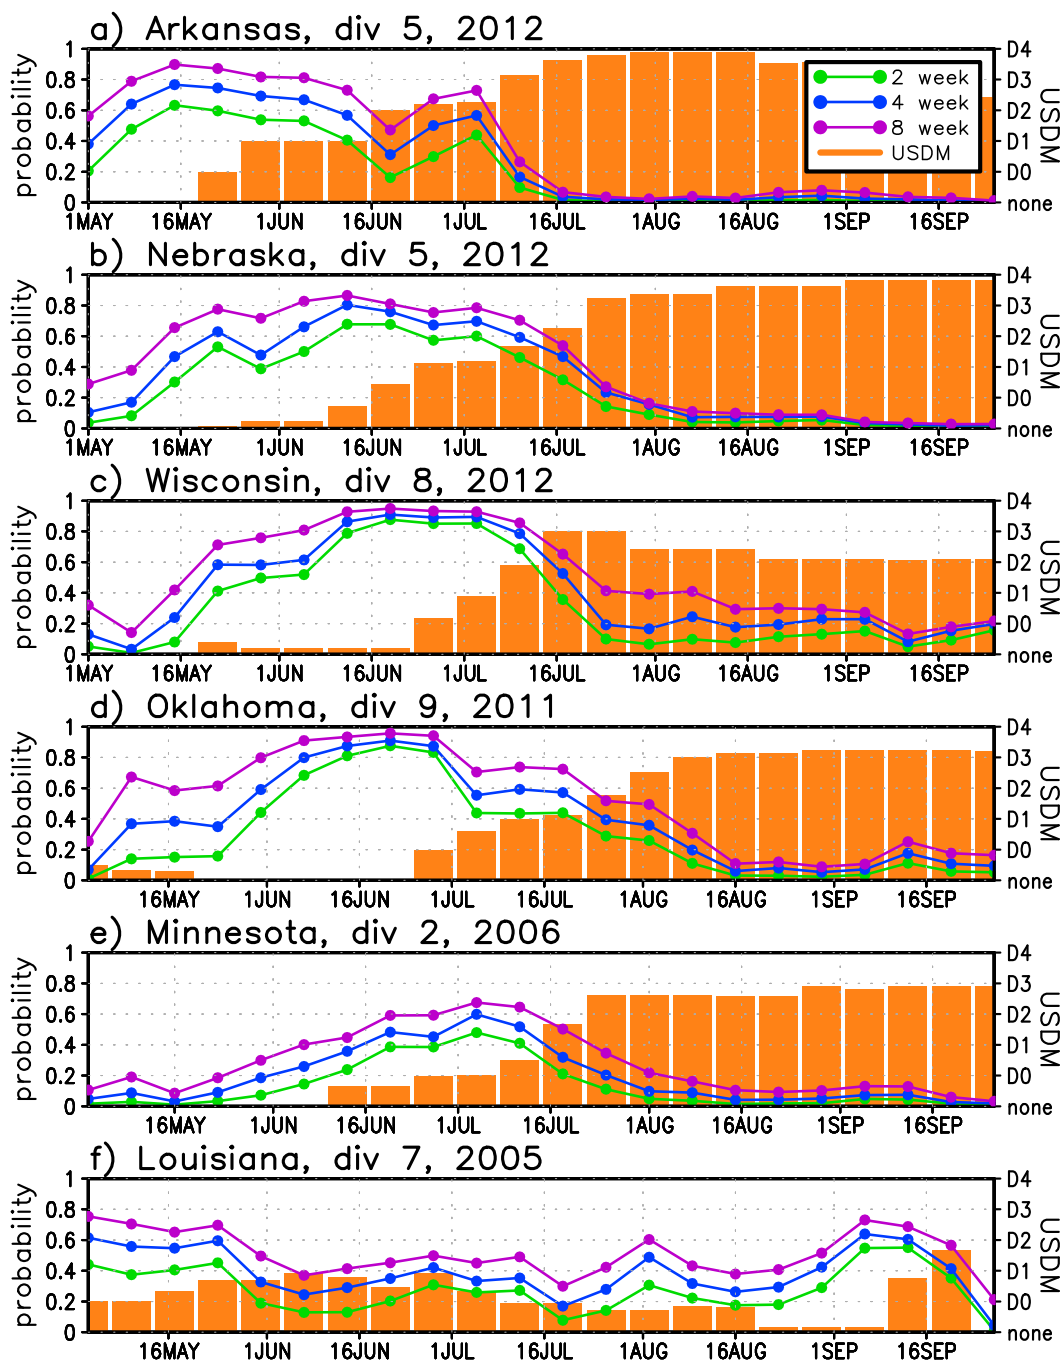 a) Arkansas, div 5, 2012
1
0.8
0.6
0.4
0.2
0
probability
D4
D3
D2
D1
D0
none
USDM
2 week
4 week
8 week
USDM
1MAY 16MAY 1JUN 16JUN 1JUL 16JUL 1AUG 16AUG 1SEP 16SEP
b) Nebraska, div 5, 2012
1
0.8
0.6
0.4
0.2
0
probability
D4
D3
D2
D1
D0
none
USDM
1MAY 16MAY 1JUN 16JUN 1JUL 16JUL 1AUG 16AUG 1SEP 16SEP
c) Wisconsin, div 8, 2012
1
0.8
0.6
0.4
0.2
0
probability
D4
D3
D2
D1
D0
none
USDM
1MAY 16MAY 1JUN 16JUN 1JUL 16JUL 1AUG 16AUG 1SEP 16SEP
d) Oklahoma, div 9, 2011
1
0.8
0.6
0.4
0.2
0
probability
D4
D3
D2
D1
D0
none
USDM
16MAY 1JUN 16JUN 1JUL 16JUL 1AUG 16AUG 1SEP 16SEP
e) Minnesota, div 2, 2006
1
0.8
0.6
0.4
0.2
0
probability
D4
D3
D2
D1
D0
none
USDM
16MAY 1JUN 16JUN 1JUL 16JUL 1AUG 16AUG 1SEP 16SEP
f) Louisiana, div 7, 2005
1
0.8
0.6
0.4
0.2
0
probability
D4
D3
D2
D1
D0
none
USDM
16MAY 1JUN 16JUN 1JUL 16JUL 1AUG 16AUG 1SEP 16SEP